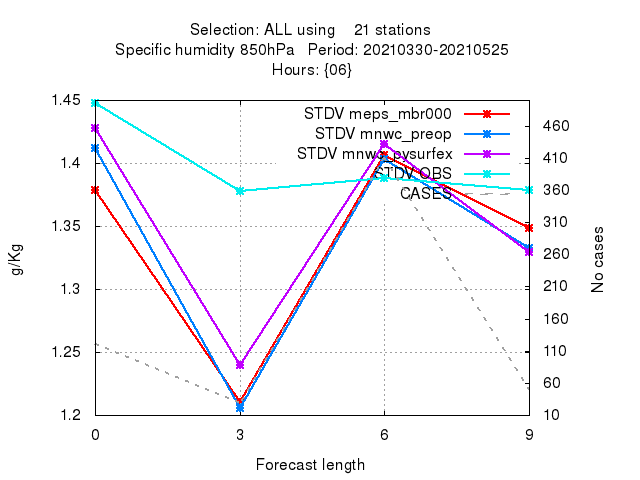 Selection: ALL using 21 stations
Specific humidity 850hPa Period: 20210330-20210525
Hours: {06}
STDV meps_mbr000
STDV mnwc_preop
STDV mnwc_pvsurfex
STDV OBS
CASES
1.45
1.4
1.35
1.3
1.25
1.2
g/Kg
460
410
360
310
260
210
160
110
60
10
No cases
0 3 6 9
Forecast length